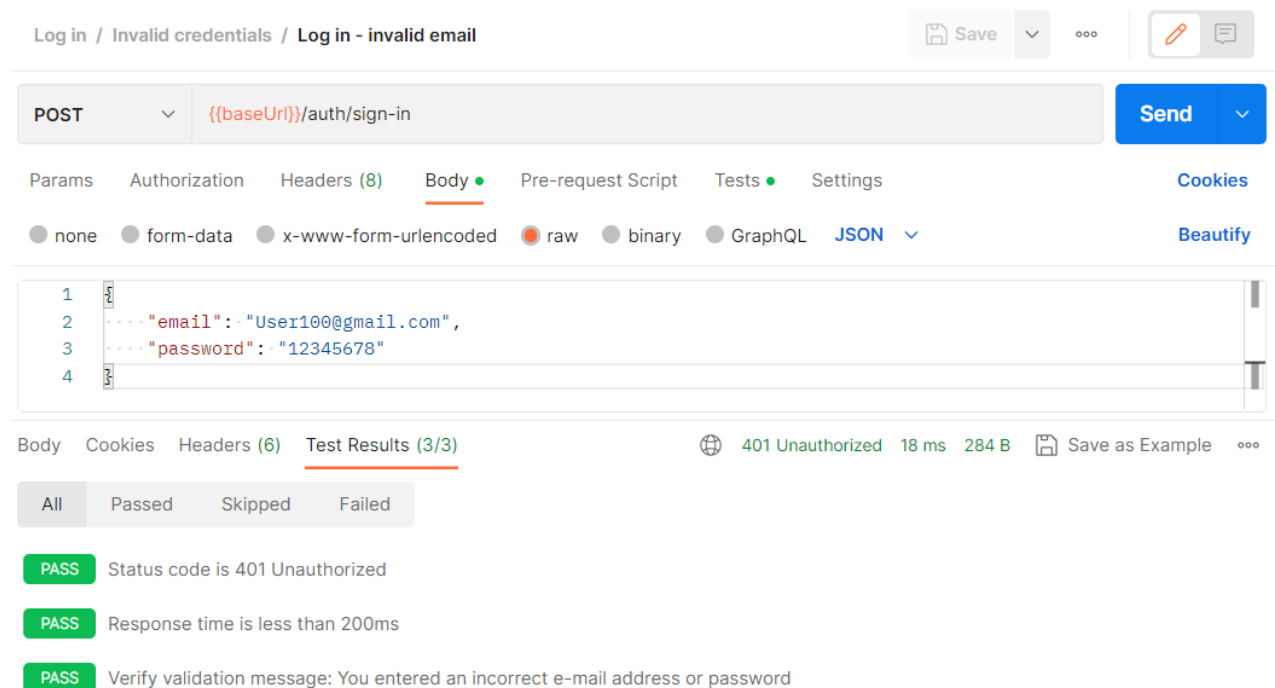 Log in / Invalid credentials / Log in - invalid email
Save
POST
{{baseUrl}}/auth/sign-in
Send
Params Authorization Headers (8) Body Pre-request Script Tests Settings Cookies
none form-data x-www-form-urlencoded raw binary GraphQL JSON Beautify
1 {
2 "email": "User100@gmail.com",
3 "password": "12345678"
4 }
Body Cookies Headers (6) Test Results (3/3) 401 Unauthorized 18 ms 284 B Save as Example
All Passed Skipped Failed
PASS Status code is 401 Unauthorized
PASS Response time is less than 200ms
PASS Verify validation message: You entered an incorrect e-mail address or password